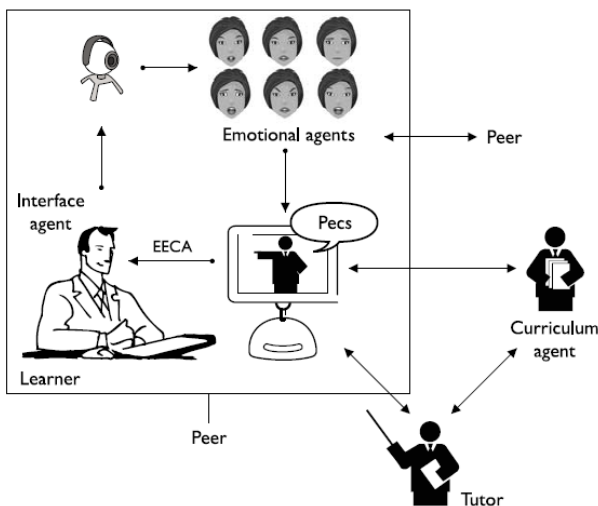 Emotional agents
Peer
Interface
agent
Pecs
EECA
Curriculum
agent
Learner
Peer
Tutor